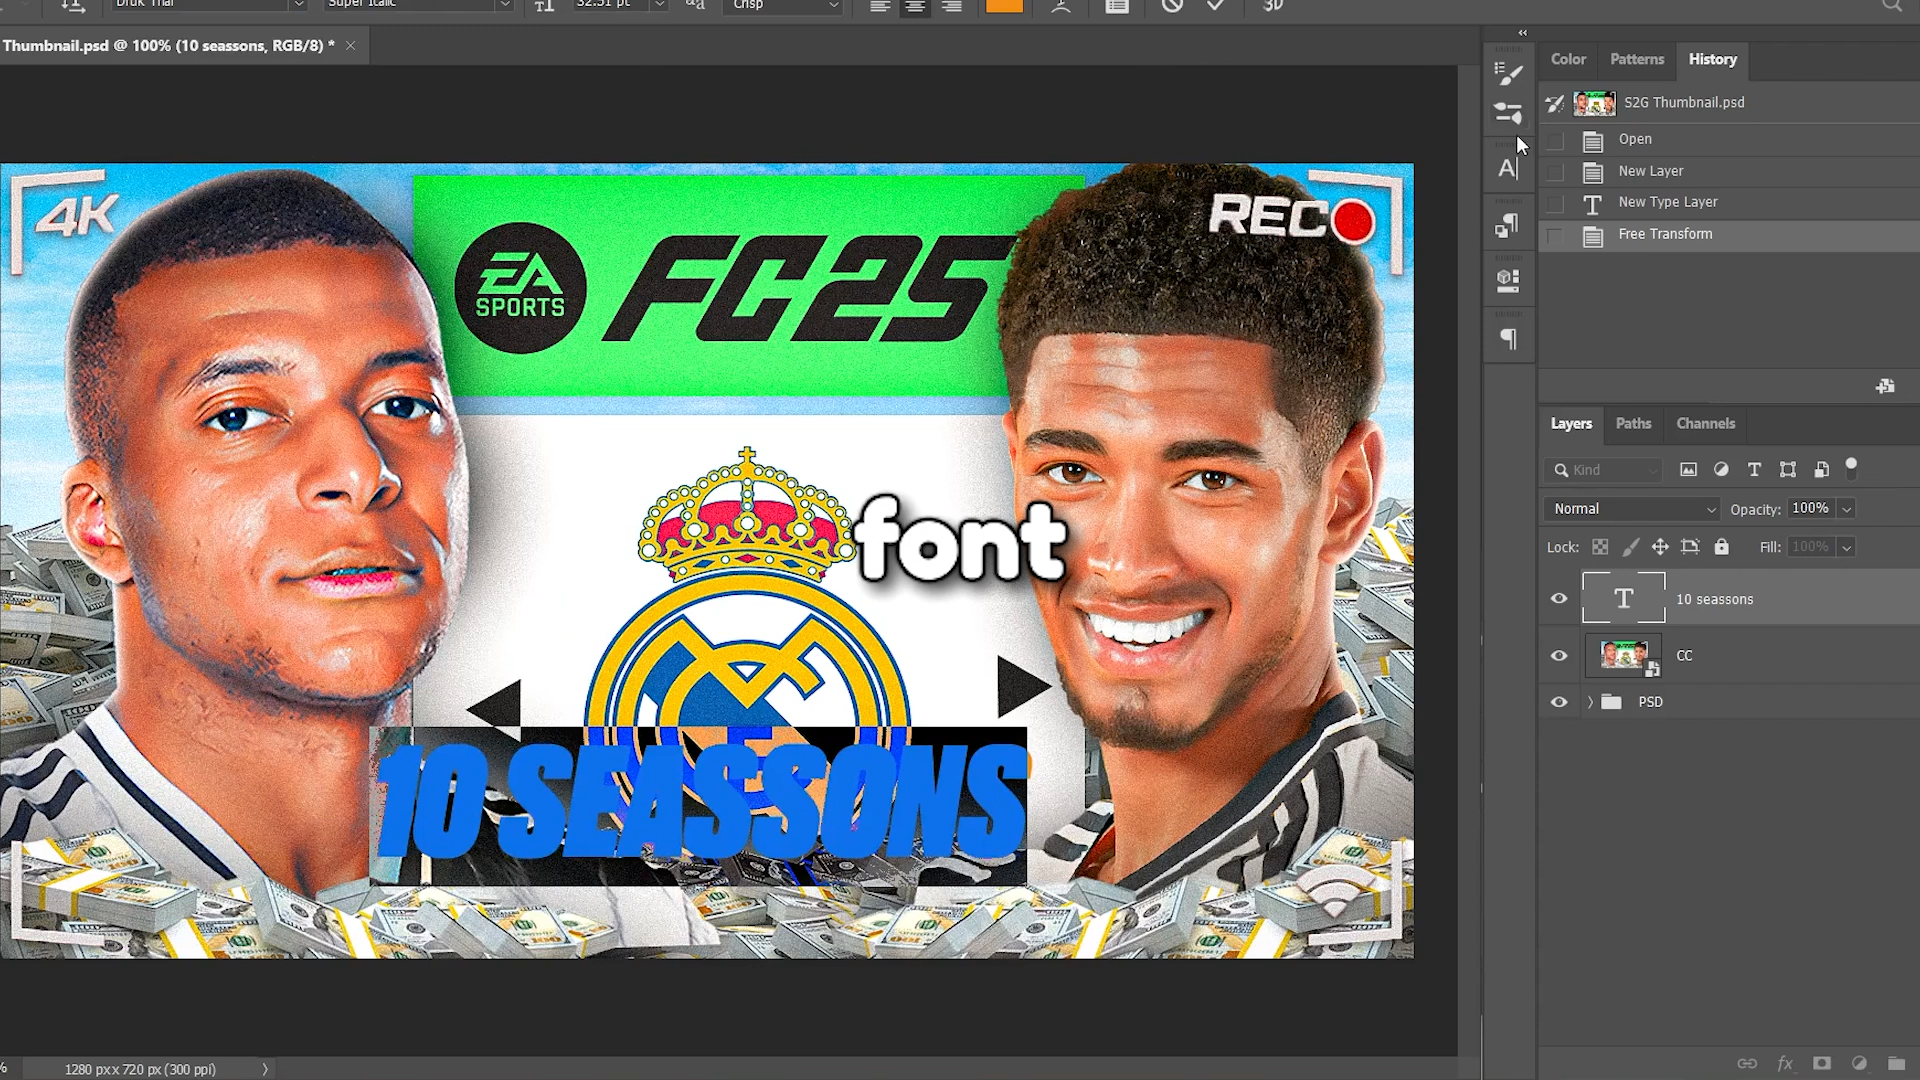 Druk Trial
Super Italic
32.51 pt
aa
Crisp
3D
Thumbnail.psd @ 100% (10 seassons, RGB/8) *
Color
Patterns
History
S2G Thumbnail.psd
Open
New Layer
New Type Layer
Free Transform
4K
REC
EA
SPORTS
FC25
font
10 SEASSONS
Layers
Paths
Channels
Kind
Normal
Opacity: 100%
Lock:
Fill: 100%
10 seassons
CC
PSD
fx
1280 px x 720 px (300 ppi)